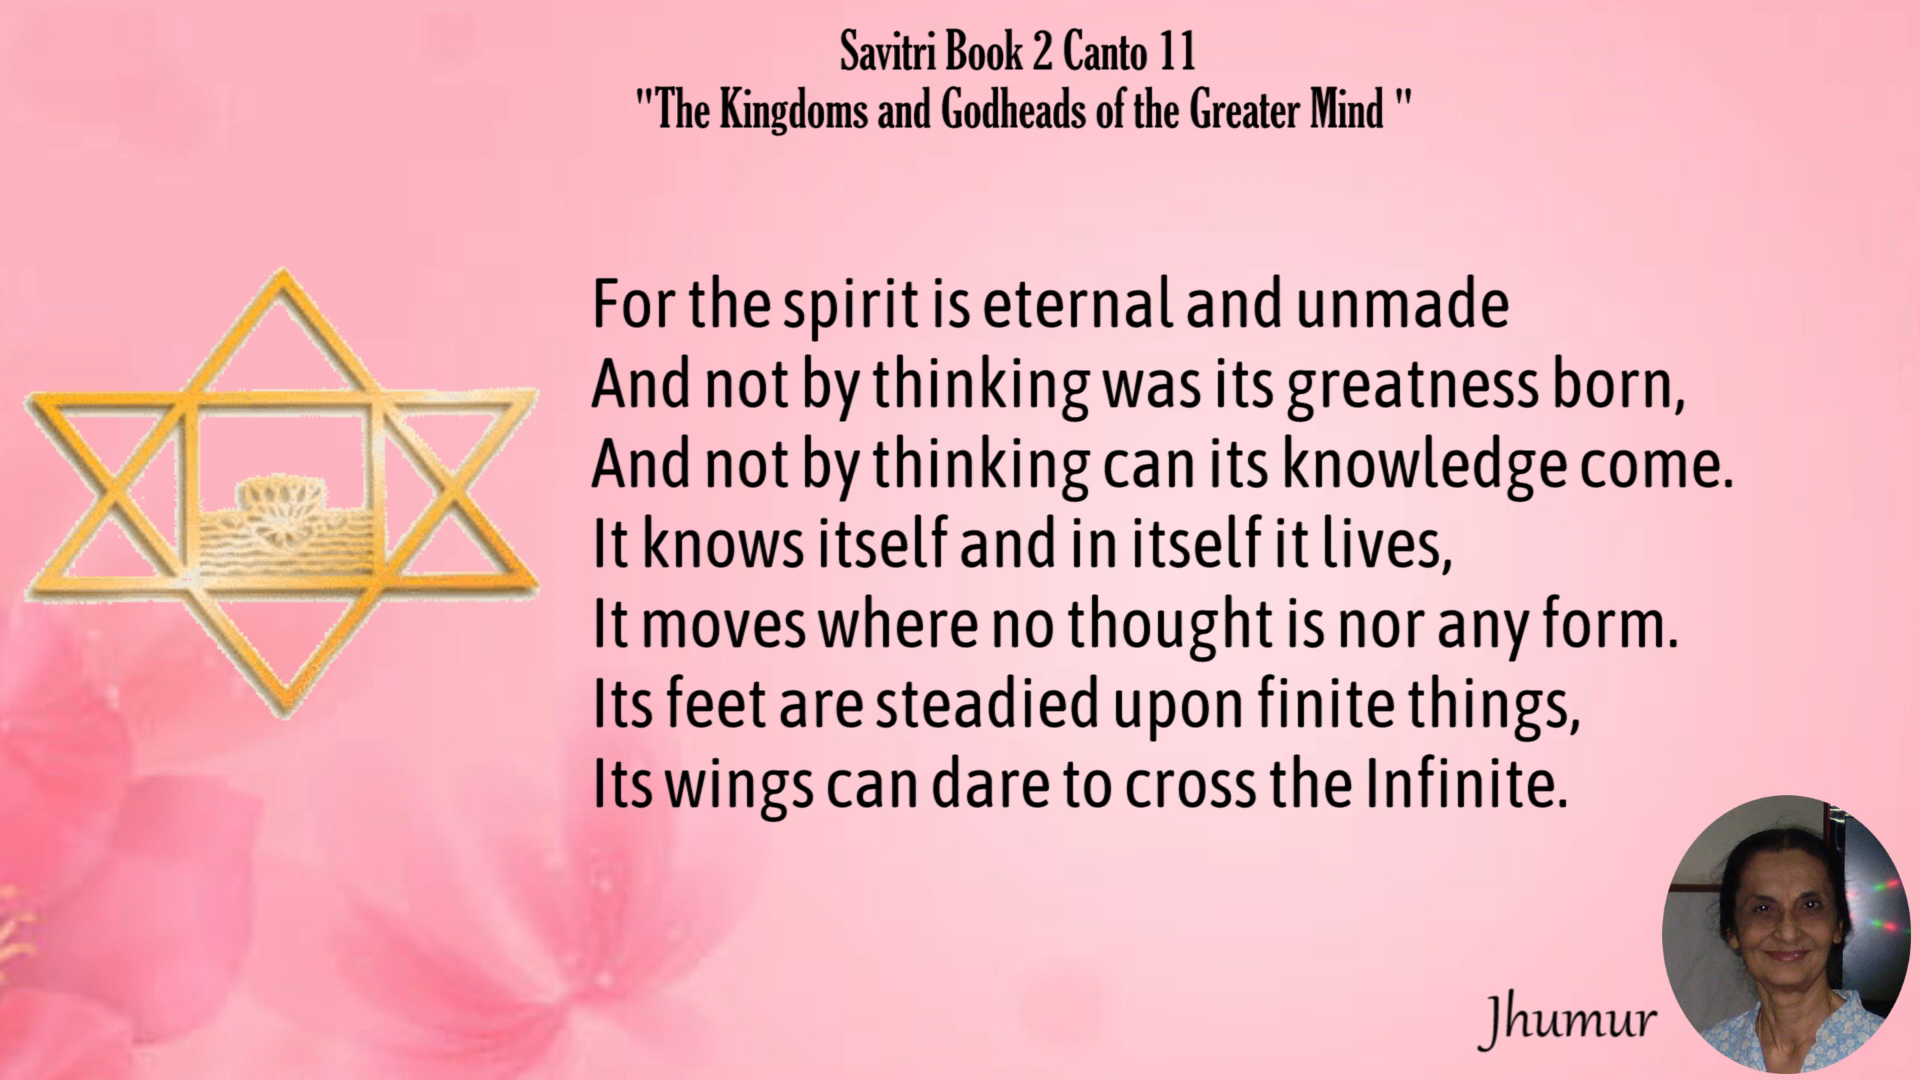 Savitri Book 2 Canto 11
"The Kingdoms and Godheads of the Greater Mind "
For the spirit is eternal and unmade
And not by thinking was its greatness born,
And not by thinking can its knowledge come.
It knows itself and in itself it lives,
It moves where no thought is nor any form.
Its feet are steadied upon finite things,
Its wings can dare to cross the Infinite.
Jhumur